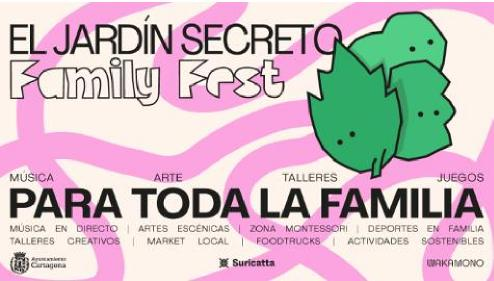 EL JARDÍN SECRETO
Family Fest
MÚSICA ARTE TALLERES JUEGOS
PARA TODA LA FAMILIA
MÚSICA EN DIRECTO | ARTES ESCÉNICAS | ZONA MONTESSORI | DEPORTES EN FAMILIA
TALLERES CREATIVOS | MARKET LOCAL | FOODTRUCKS | ACTIVIDADES SOSTENIBLES
Ayuntamiento
Cartagena
Suricatta
WAKAMONO